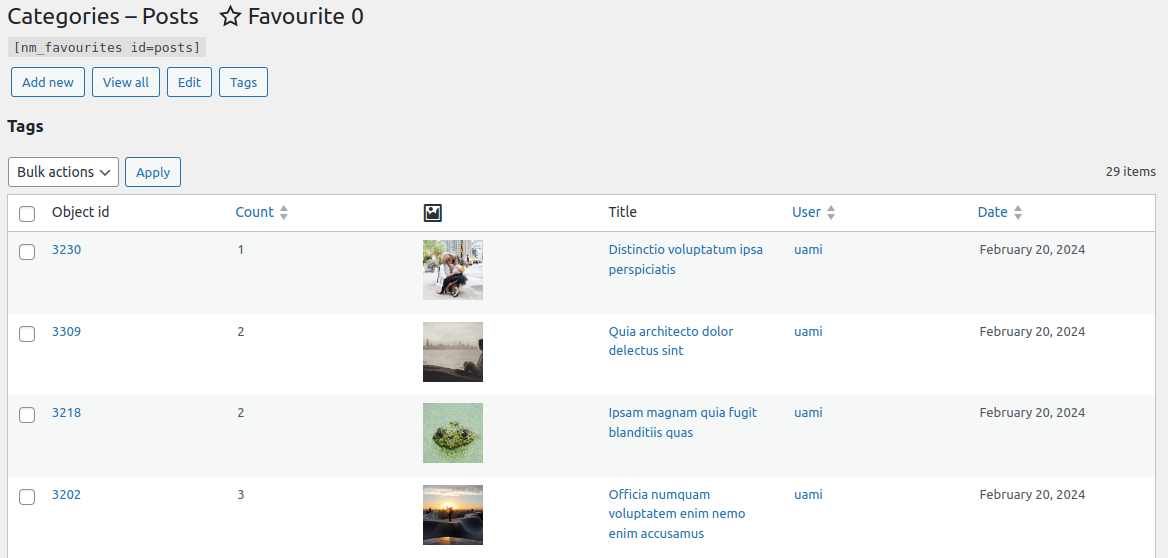 Categories – Posts Favourite 0
[nm_favourites id=posts]
Add new View all Edit Tags
Tags
Bulk actions Apply 29 items
Object id Count Title User Date
3230 1 Distinctio voluptatum ipsa uami February 20, 2024
perspiciatis
3309 2 Quia architecto dolor uami February 20, 2024
delectus sint
3218 2 Ipsam magnam quia fugit uami February 20, 2024
blanditiis quas
3202 3 Officia numquam uami February 20, 2024
voluptatem enim nemo
enim accusamus